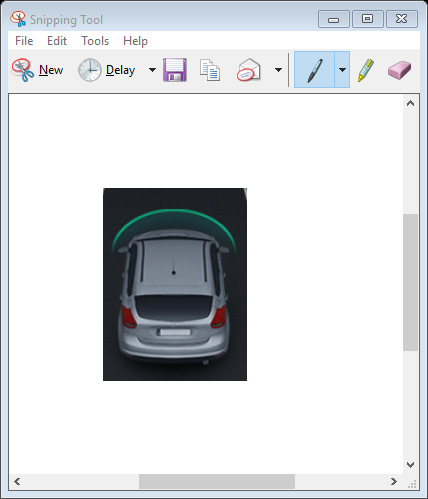 Snipping Tool
File Edit Tools Help
New Delay